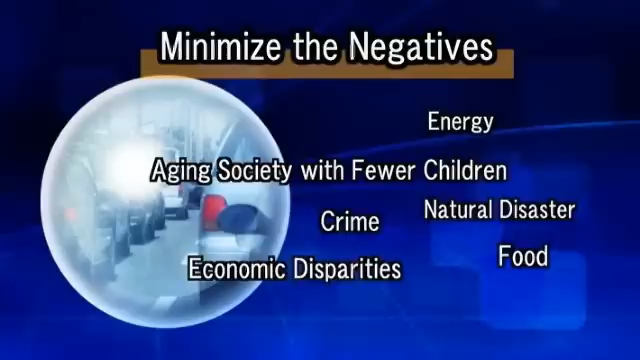 Minimize the Negatives
Energy
Aging Society with Fewer Children
Natural Disaster
Crime
Food
Economic Disparities